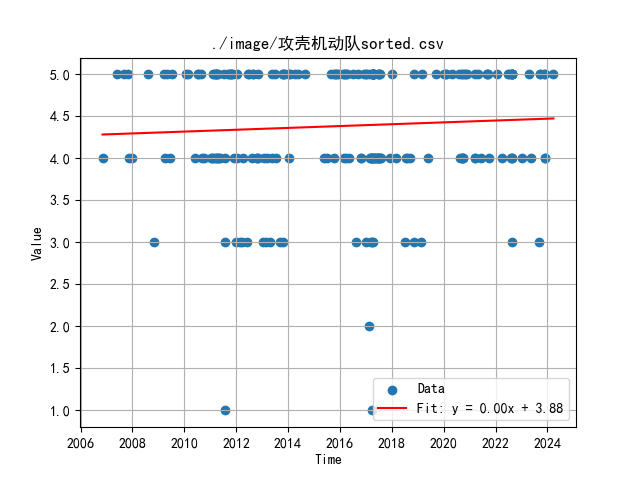 ./image/攻壳机动队sorted.csv
Value
5.0
4.5
4.0
3.5
3.0
2.5
2.0
1.5
1.0
Data
Fit: y = 0.00x + 3.88
2006 2008 2010 2012 2014 2016 2018 2020 2022 2024
Time